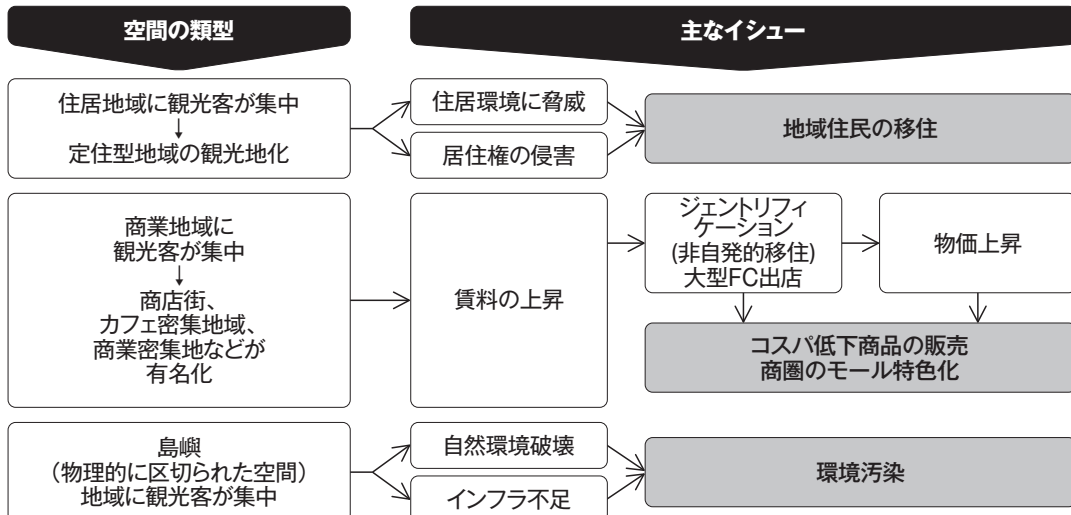 空間の類型
主なイシュー
住居地域に観光客が集中
↓
定住型地域の観光地化
住居環境に脅威
居住権の侵害
地域住民の移住
商業地域に
観光客が集中
↓
商店街、
カフェ密集地域、
商業密集地などが
有名化
賃料の上昇
ジェントリフィ
ケーション
(非自発的移住)
大型FC出店
物価上昇
コスパ低下商品の販売
商圏のモール特色化
島嶼
（物理的に区切られた空間）
地域に観光客が集中
自然環境破壊
インフラ不足
環境汚染